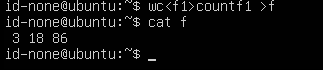 id-none@ubuntu:~$ wc<f1>countf1 >f
id-none@ubuntu:~$ cat f
 3 18 86
id-none@ubuntu:~$ _